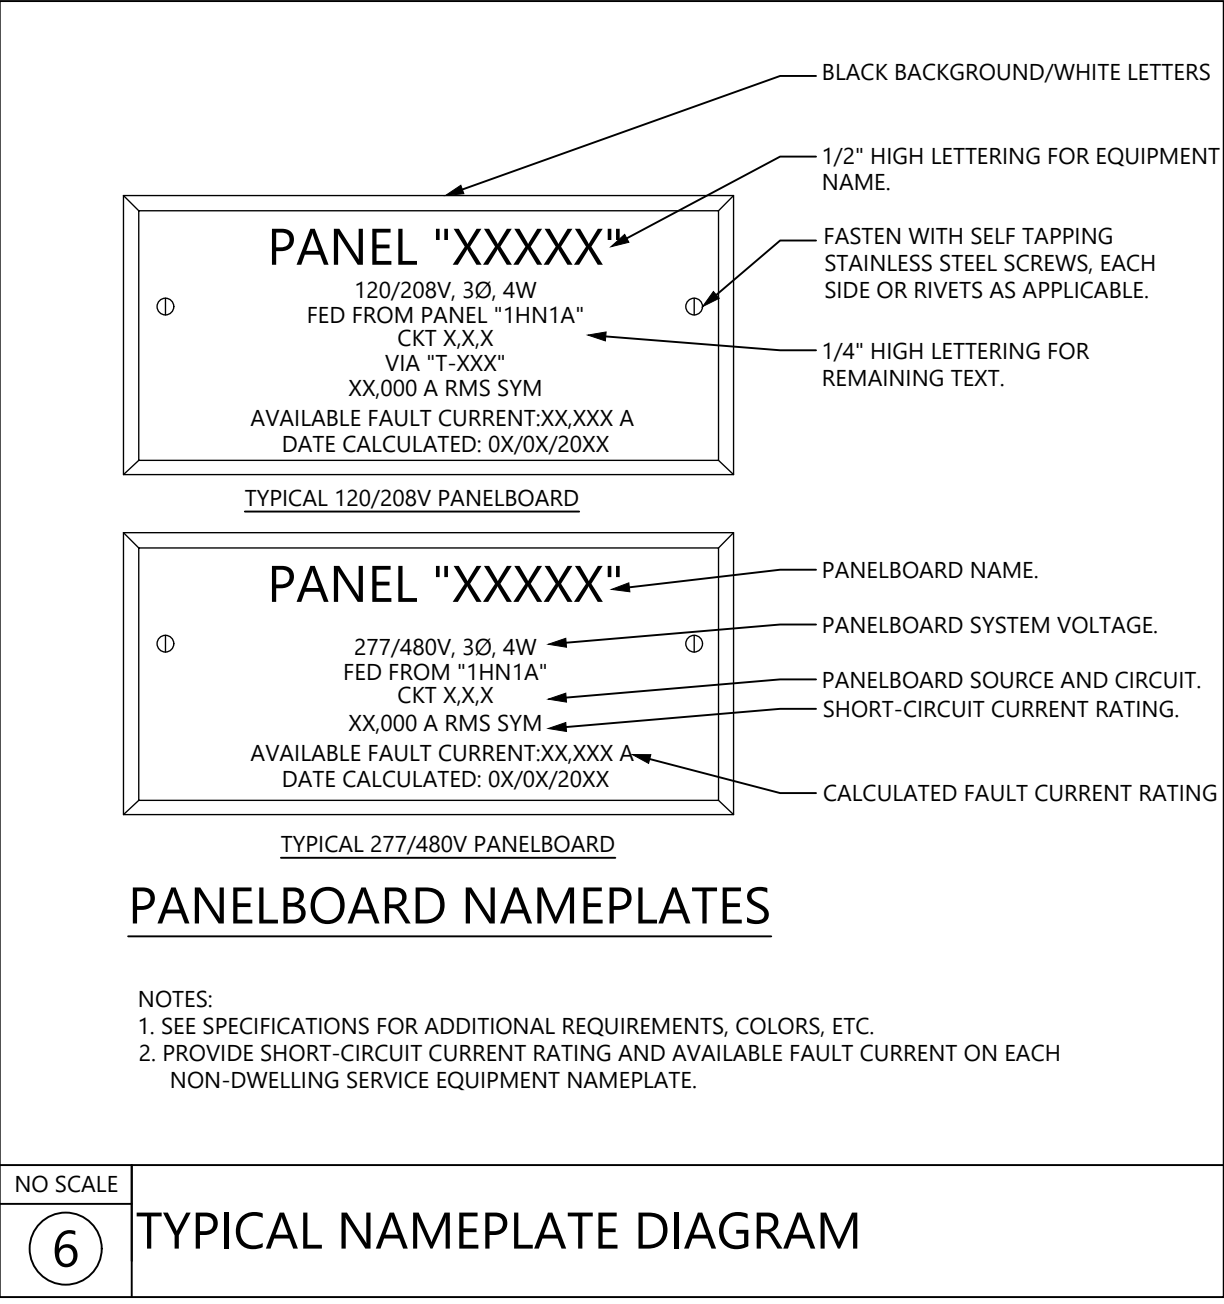 BLACK BACKGROUND/WHITE LETTERS
1/2" HIGH LETTERING FOR EQUIPMENT
NAME.
FASTEN WITH SELF TAPPING
STAINLESS STEEL SCREWS, EACH
SIDE OR RIVETS AS APPLICABLE.
1/4" HIGH LETTERING FOR
REMAINING TEXT.
PANEL "XXXXX"
120/208V, 3Ø, 4W
FED FROM PANEL "1HN1A"
CKT X,X,X
VIA "T-XXX"
XX,000 A RMS SYM
AVAILABLE FAULT CURRENT:XX,XXX A
DATE CALCULATED: 0X/0X/20XX
TYPICAL 120/208V PANELBOARD
PANEL "XXXXX"
277/480V, 3Ø, 4W
FED FROM "1HN1A"
CKT X,X,X
XX,000 A RMS SYM
AVAILABLE FAULT CURRENT:XX,XXX A
DATE CALCULATED: 0X/0X/20XX
PANELBOARD NAME.
PANELBOARD SYSTEM VOLTAGE.
PANELBOARD SOURCE AND CIRCUIT.
SHORT-CIRCUIT CURRENT RATING.
CALCULATED FAULT CURRENT RATING
TYPICAL 277/480V PANELBOARD
PANELBOARD NAMEPLATES
NOTES:
1. SEE SPECIFICATIONS FOR ADDITIONAL REQUIREMENTS, COLORS, ETC.
2. PROVIDE SHORT-CIRCUIT CURRENT RATING AND AVAILABLE FAULT CURRENT ON EACH
NON-DWELLING SERVICE EQUIPMENT NAMEPLATE.
NO SCALE
6
TYPICAL NAMEPLATE DIAGRAM